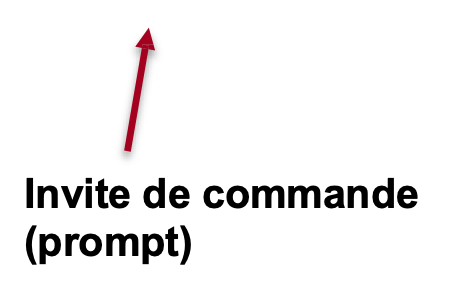 Invite de commande
(prompt)